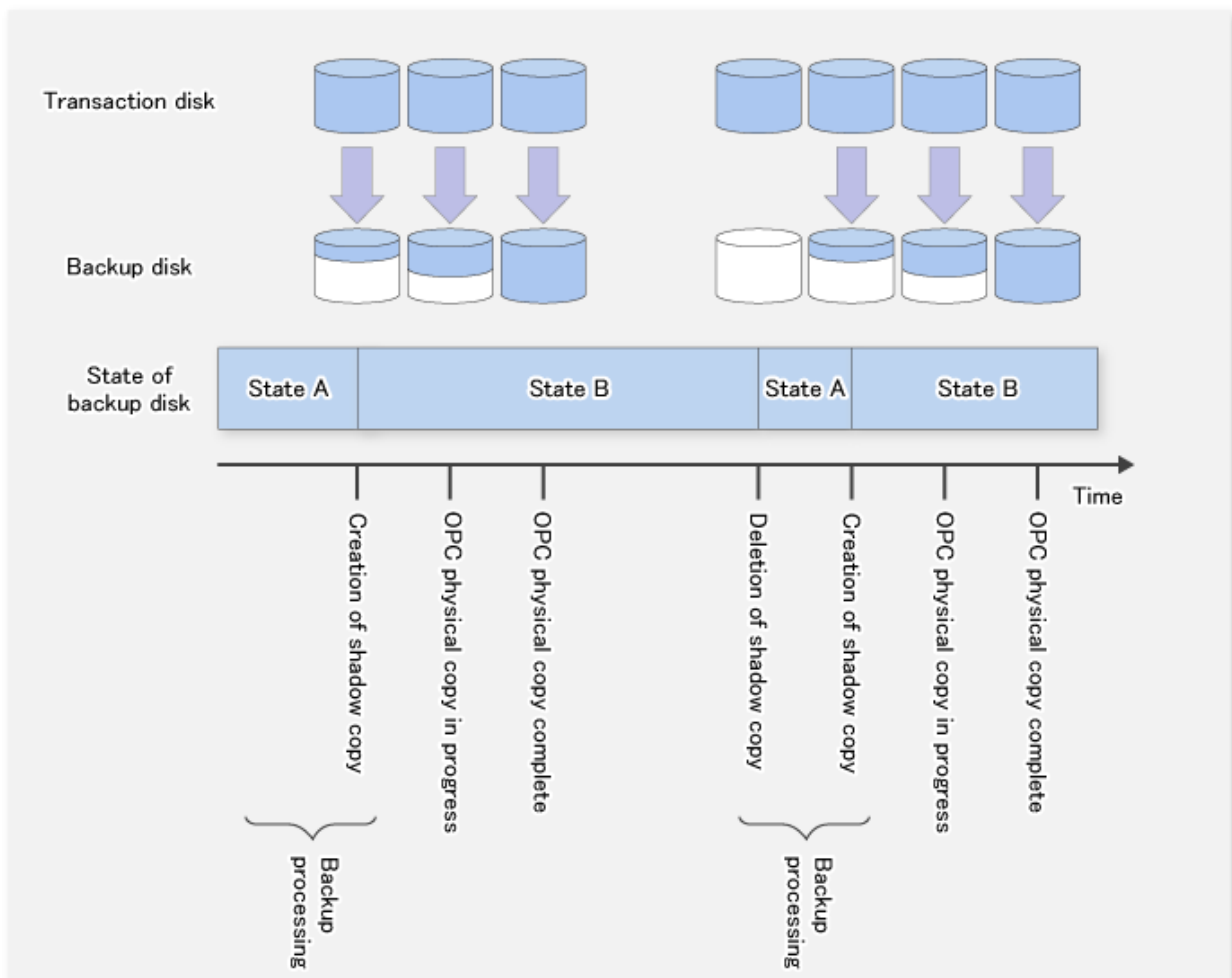 Transaction disk
Backup disk
State of
backup disk
State A
State B
State A
State B
Time
Creation of shadow copy
OPC physical copy in progress
OPC physical copy complete
Deletion of shadow copy
Creation of shadow copy
OPC physical copy in progress
OPC physical copy complete
Backup
processing
Backup
processing